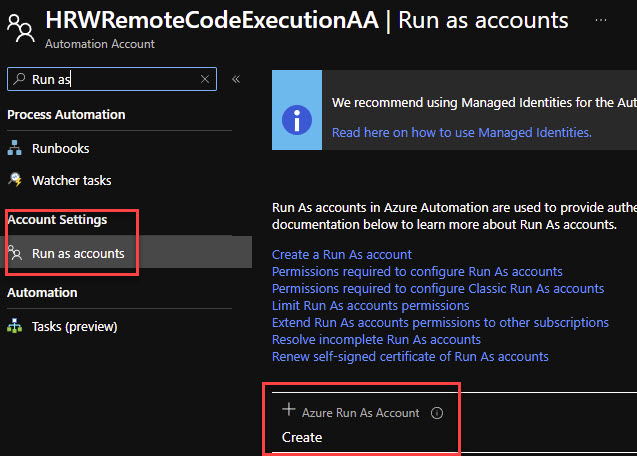 HRWRemoteCodeExecutionAA | Run as accounts ...
Automation Account
Run as
Process Automation
Runbooks
Watcher tasks
Account Settings
Run as accounts
Automation
Tasks (preview)
We recommend using Managed Identities for the Aut
Read here on how to use Managed Identities.
Run As accounts in Azure Automation are used to provide authe
documentation below to learn more about Run As accounts.
Create a Run As account
Permissions required to configure Run As accounts
Permissions required to configure Classic Run As accounts
Limit Run As accounts permissions
Extend Run As accounts permissions to other subscriptions
Resolve incomplete Run As accounts
Renew self-signed certificate of Run As accounts
Azure Run As Account
Create